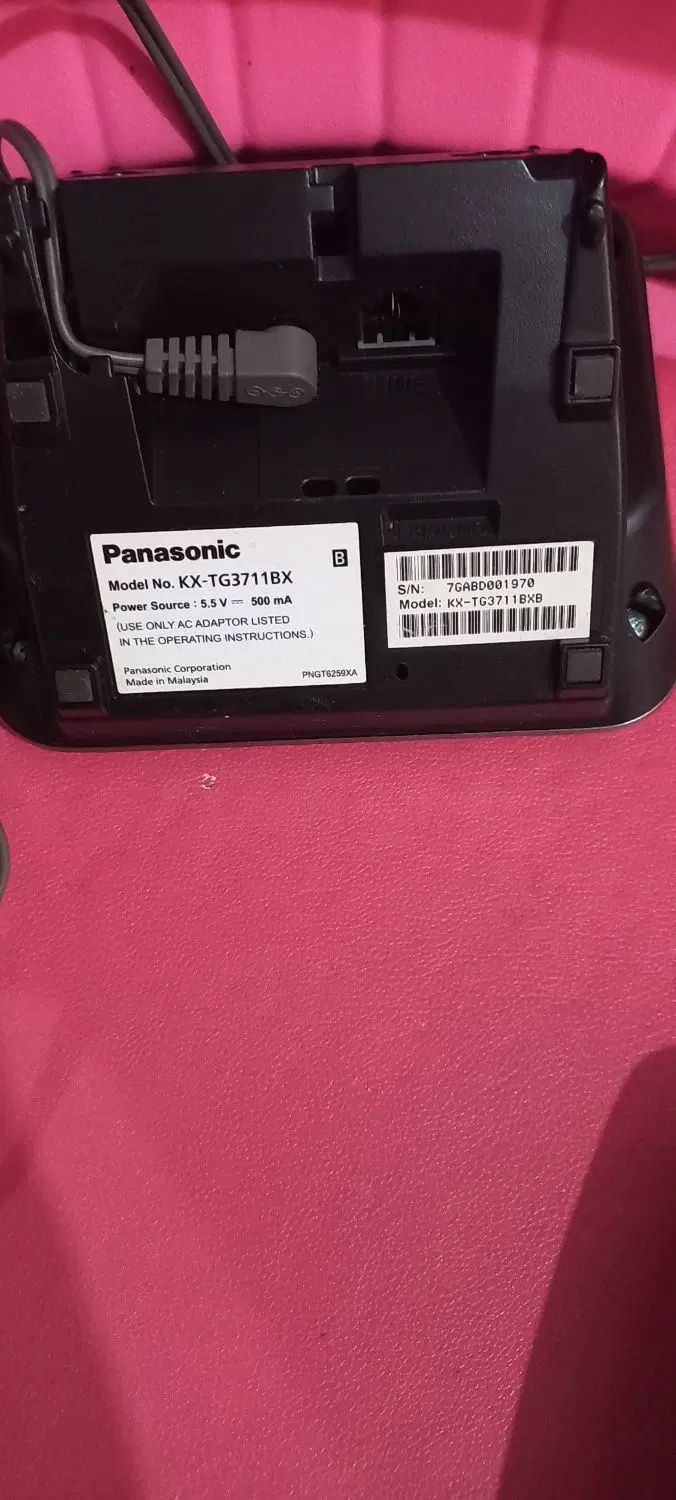 LINE
Panasonic
B
Model No. KX-TG3711BX
Power Source : 5.5 V ⎓ 500 mA
(USE ONLY AC ADAPTOR LISTED
IN THE OPERATING INSTRUCTIONS.)
Panasonic Corporation
Made in Malaysia
PNGT6259XA
S/N: 7GABD001970
Model: KX-TG3711BXB